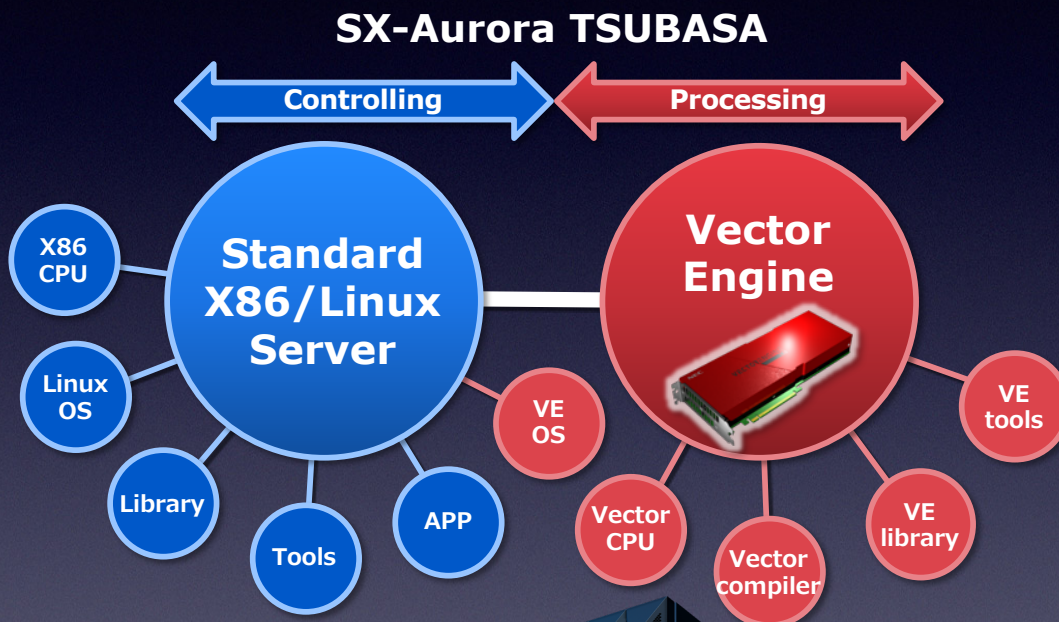 SX-Aurora TSUBASA
Controlling
Processing
X86
CPU
Standard
X86/Linux
Server
Vector
Engine
Linux
OS
VE
OS
VE
tools
Library
Tools
APP
Vector
CPU
Vector
compiler
VE
library